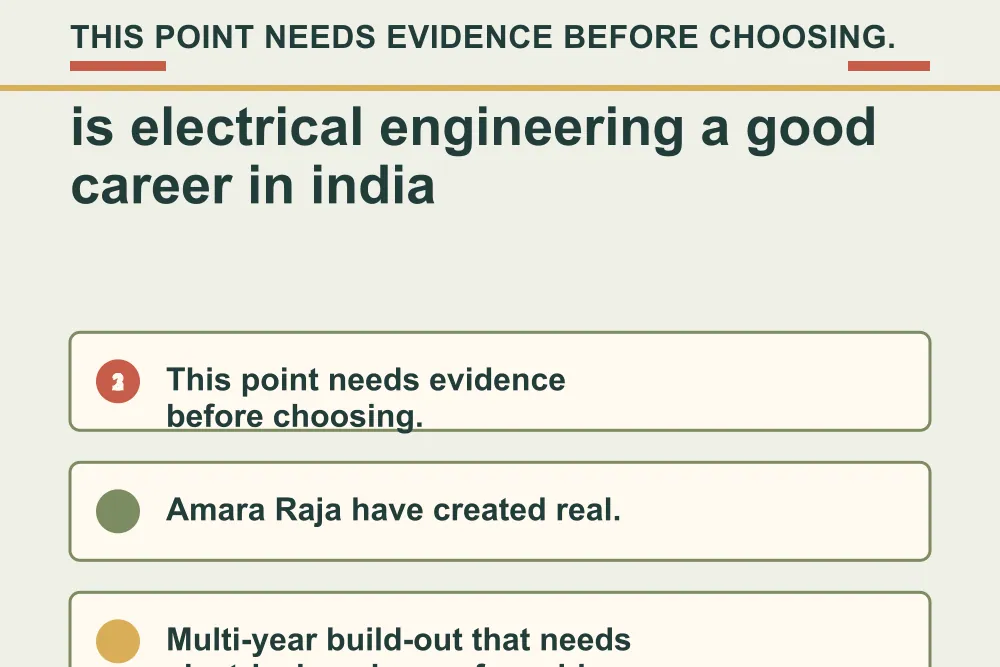 THIS POINT NEEDS EVIDENCE BEFORE CHOOSING.
is electrical engineering a good
career in india
This point needs evidence
before choosing.
Amara Raja have created real.
Multi-year build-out that needs